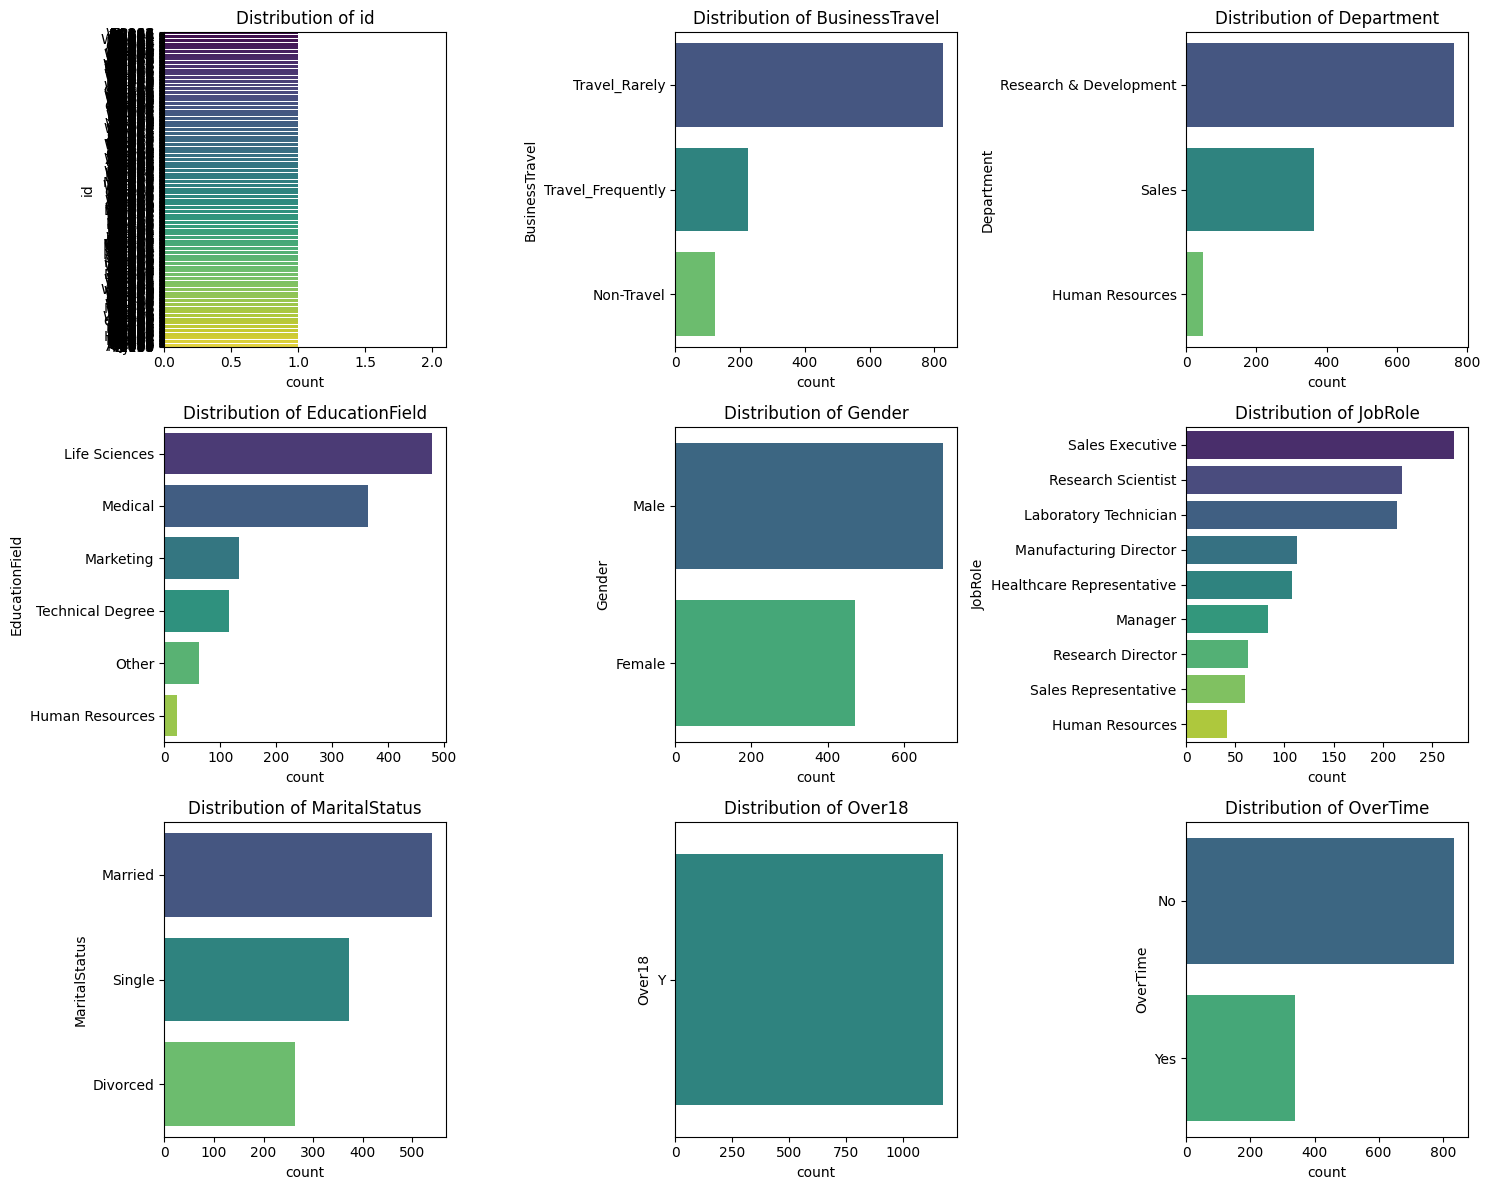 Distribution of id
id
0.0 0.5 1.0 1.5 2.0
count
Distribution of BusinessTravel
BusinessTravel
Travel_Rarely
Travel_Frequently
Non-Travel
0 200 400 600 800
count
Distribution of Department
Department
Research & Development
Sales
Human Resources
0 200 400 600 800
count
Distribution of EducationField
EducationField
Life Sciences
Medical
Marketing
Technical Degree
Other
Human Resources
0 100 200 300 400 500
count
Distribution of Gender
Gender
Male
Female
0 200 400 600
count
Distribution of JobRole
JobRole
Sales Executive
Research Scientist
Laboratory Technician
Manufacturing Director
Healthcare Representative
Manager
Research Director
Sales Representative
Human Resources
0 50 100 150 200 250
count
Distribution of MaritalStatus
MaritalStatus
Married
Single
Divorced
0 100 200 300 400 500
count
Distribution of Over18
Over18
Y
0 250 500 750 1000
count
Distribution of OverTime
OverTime
No
Yes
0 200 400 600 800
count